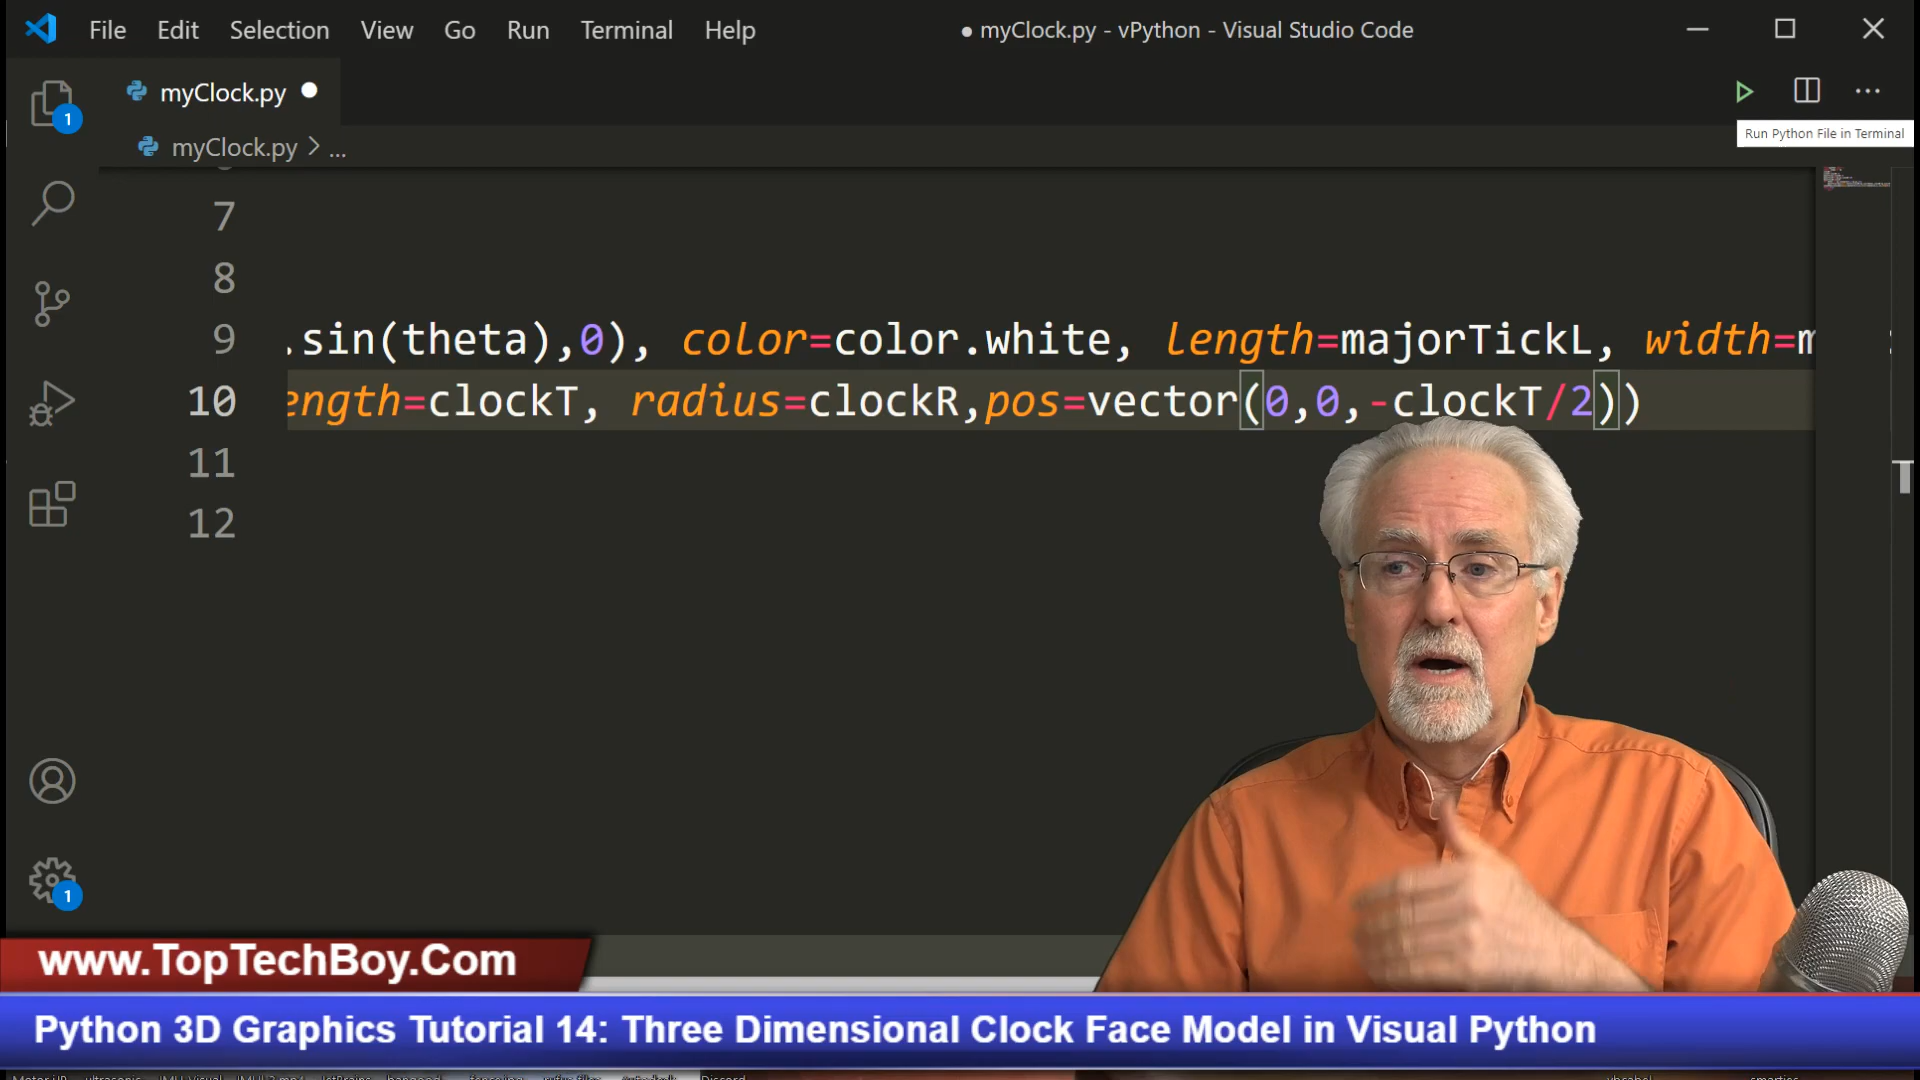 File Edit Selection View Go Run Terminal Help ● myClock.py - vPython - Visual Studio Code
myClock.py
Run Python File in Terminal
myClock.py > ...
1
7
8
9 .sin(theta),0), color=color.white, length=majorTickL, width=m
10 ength=clockT, radius=clockR,pos=vector(0,0,-clockT/2))
11
12
1
www.TopTechBoy.Com
Python 3D Graphics Tutorial 14: Three Dimensional Clock Face Model in Visual Python